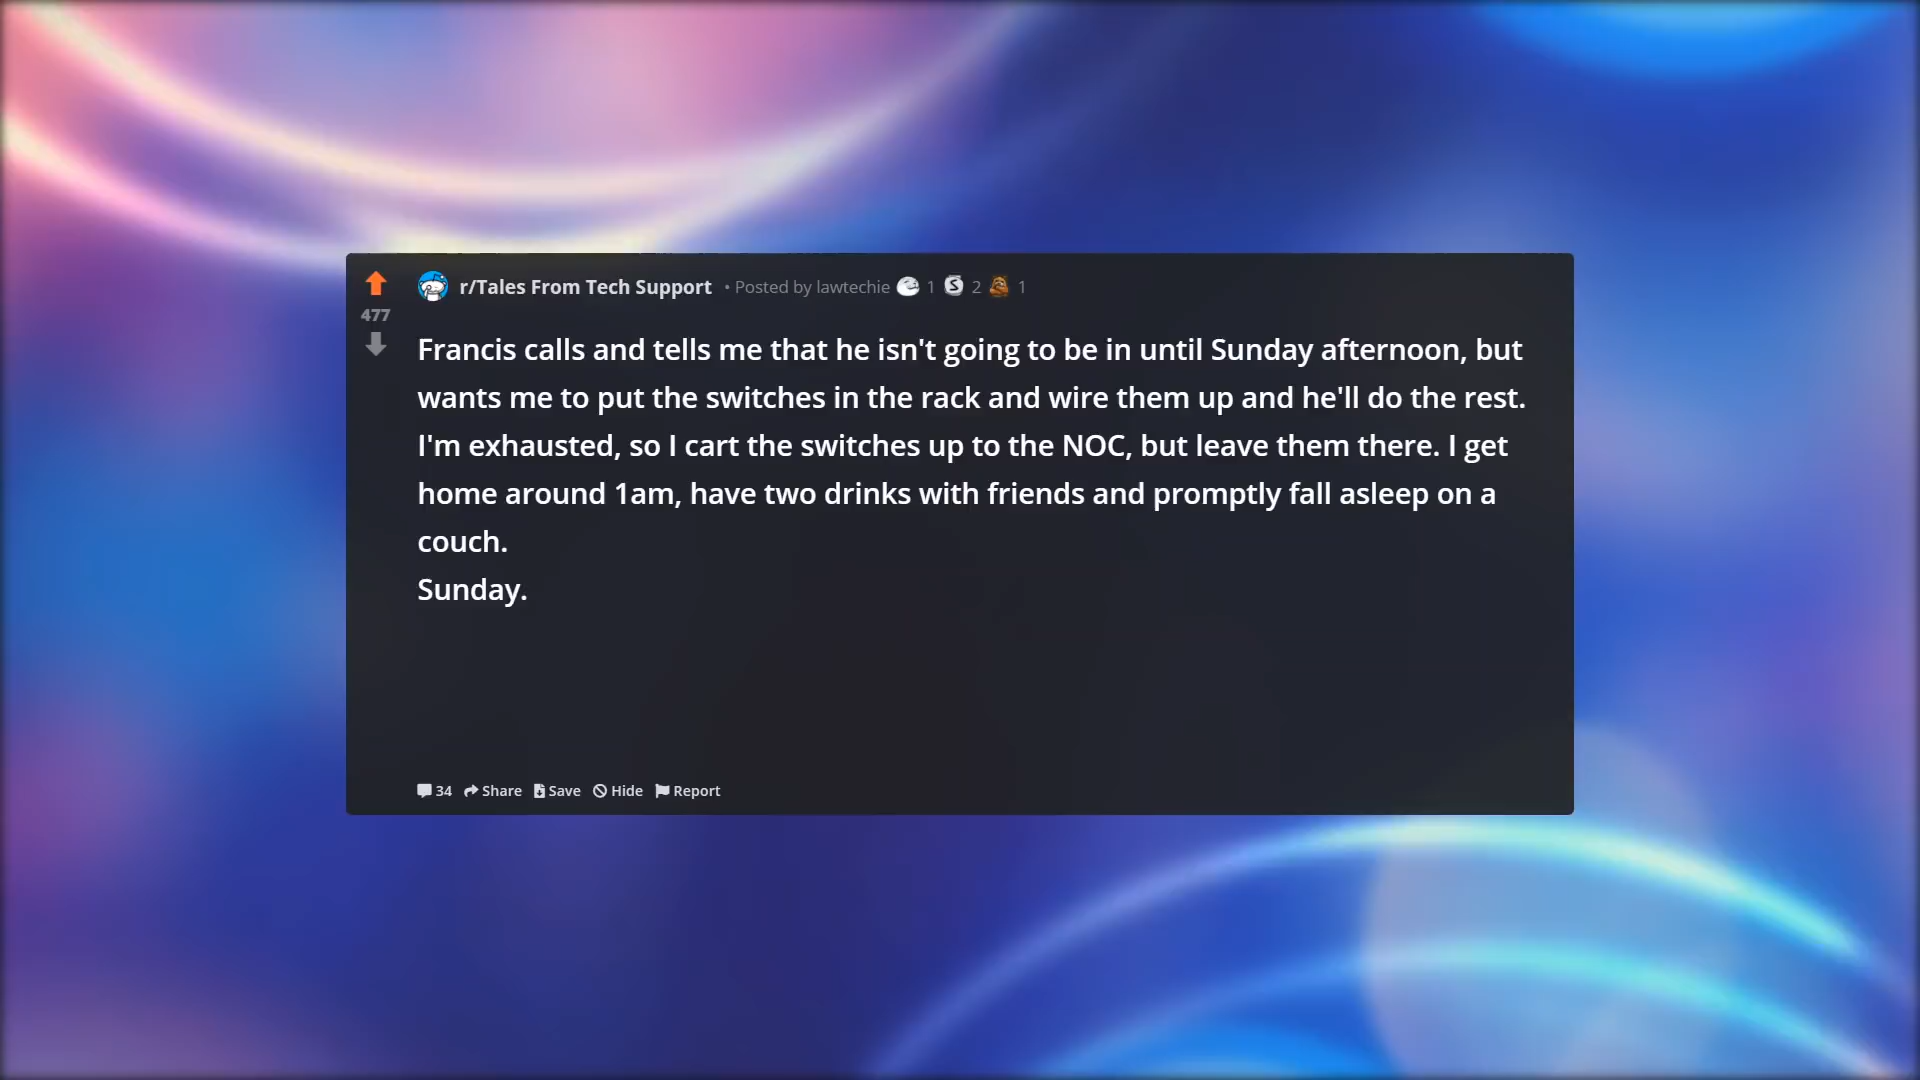 r/Tales From Tech Support • Posted by lawtechie 1 2 1
477
Francis calls and tells me that he isn't going to be in until Sunday afternoon, but
wants me to put the switches in the rack and wire them up and he'll do the rest.
I'm exhausted, so I cart the switches up to the NOC, but leave them there. I get
home around 1am, have two drinks with friends and promptly fall asleep on a
couch.
Sunday.
34 Share Save Hide Report